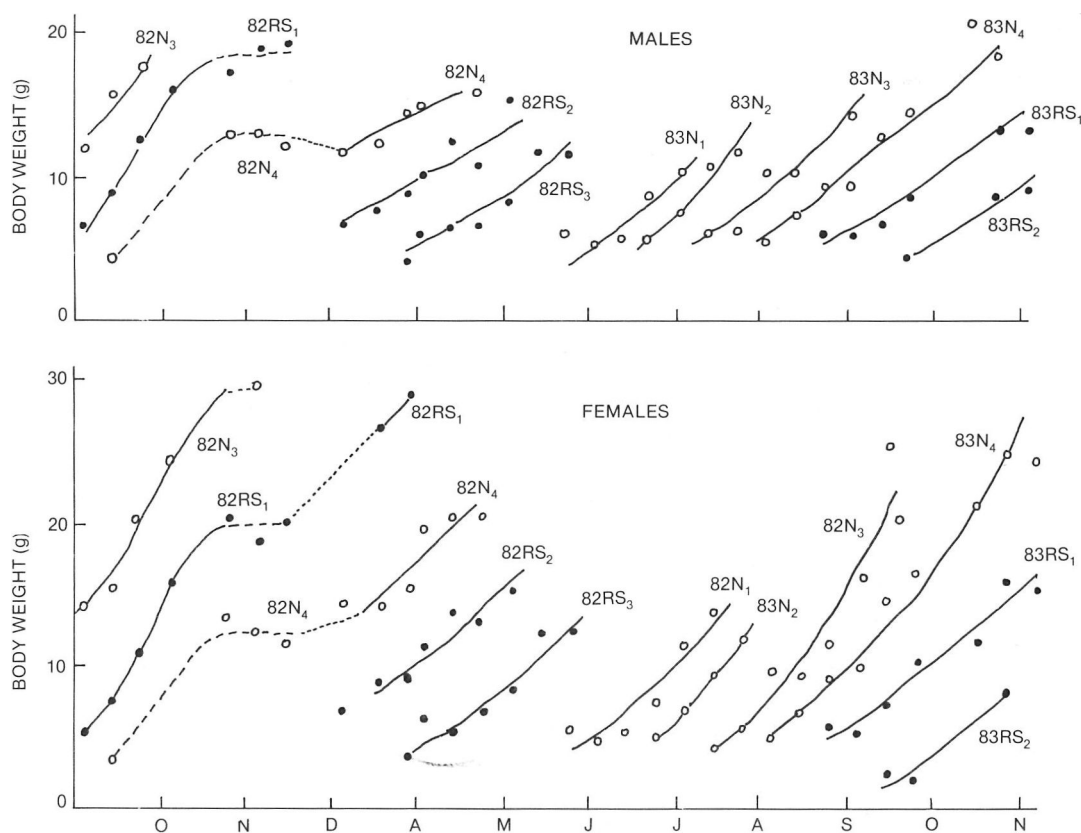 20
10
0
BODY WEIGHT (g)
MALES
82N3
82RS1
82N4
82N4
82RS2
82RS3
83N1
83N2
83N3
83N4
83RS1
83RS2
30
20
10
0
BODY WEIGHT (g)
FEMALES
82N3
82RS1
82N4
82RS1
82N4
82RS2
82RS3
82N1
83N2
82N3
83N4
83RS1
83RS2
O N D A M J J A S O N